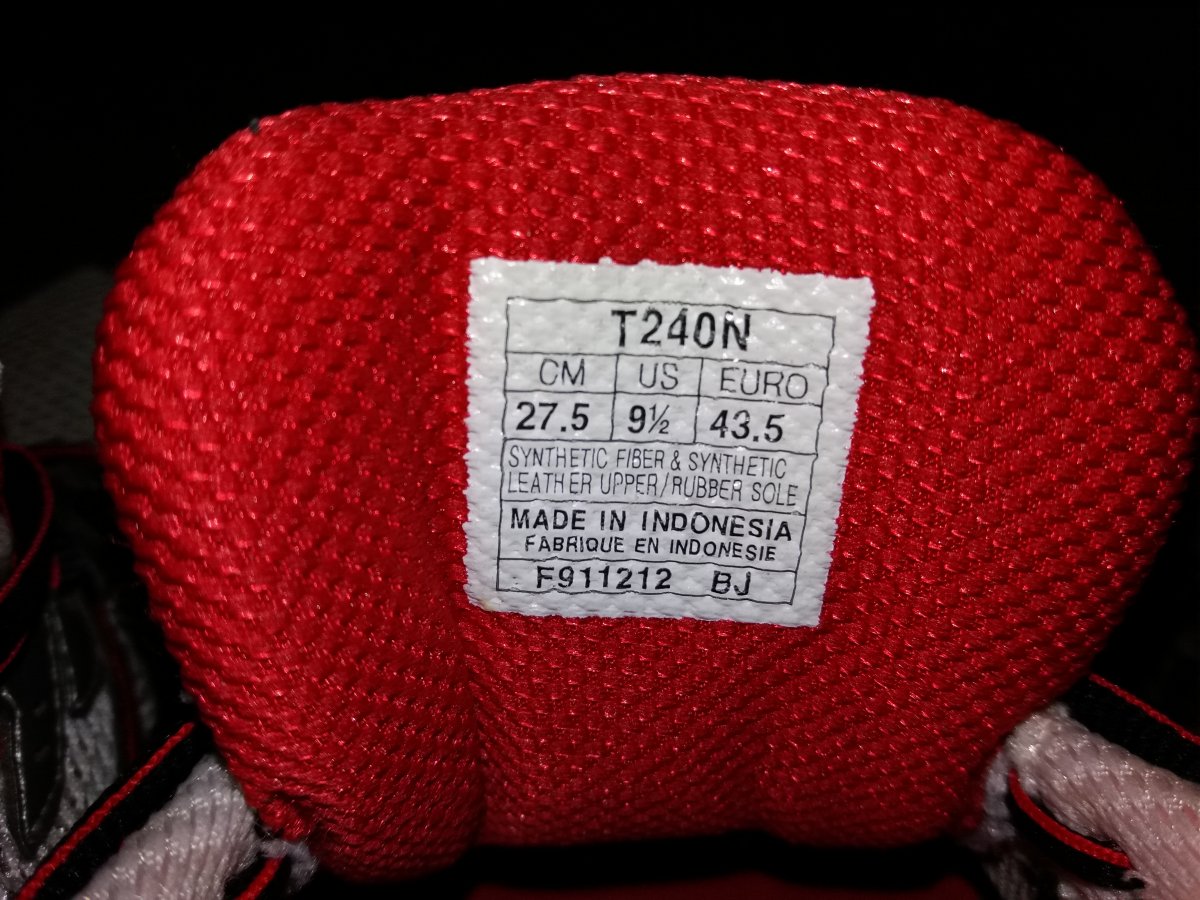 T240N
CM US EURO
27.5 9½ 43.5
SYNTHETIC FIBER & SYNTHETIC
LEATHER UPPER/RUBBER SOLE
MADE IN INDONESIA
FABRIQUE EN INDONESIE
F911212 BJ